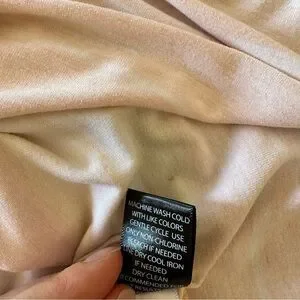 MACHINE WASH COLD
WITH LIKE COLORS
GENTLE CYCLE USE
ONLY NON-CHLORINE
BLEACH IF NEEDED
DRY COOL IRON
IF NEEDED
DRY CLEAN